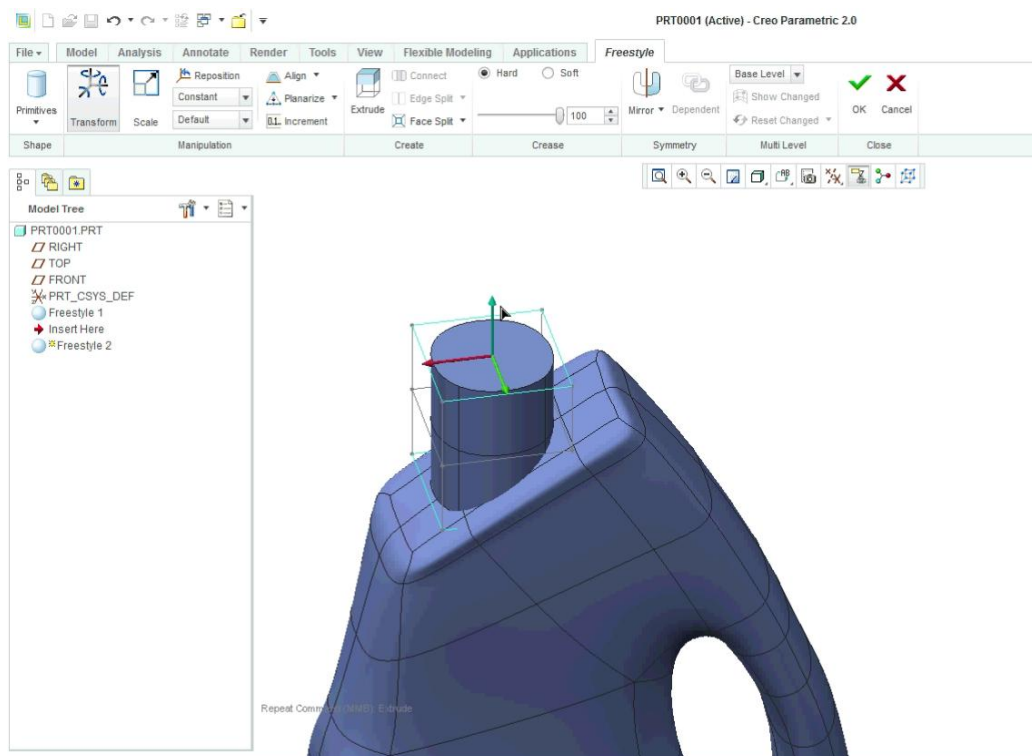 PRT0001 (Active) - Creo Parametric 2.0
File Model Analysis Annotate Render Tools View Flexible Modeling Applications Freestyle
Reposition Align Connect Hard Soft Base Level
Constant Planarize Edge Split Show Changed
Primitives Transform Scale Default Increment Extrude Face Split 100 Mirror Dependent Reset Changed OK Cancel
Shape Manipulation Create Crease Symmetry Multi Level Close
Model Tree
PRT0001.PRT
RIGHT
TOP
FRONT
PRT_CSYS_DEF
Freestyle 1
Insert Here
Freestyle 2
Repeat Command (MMB): Extrude